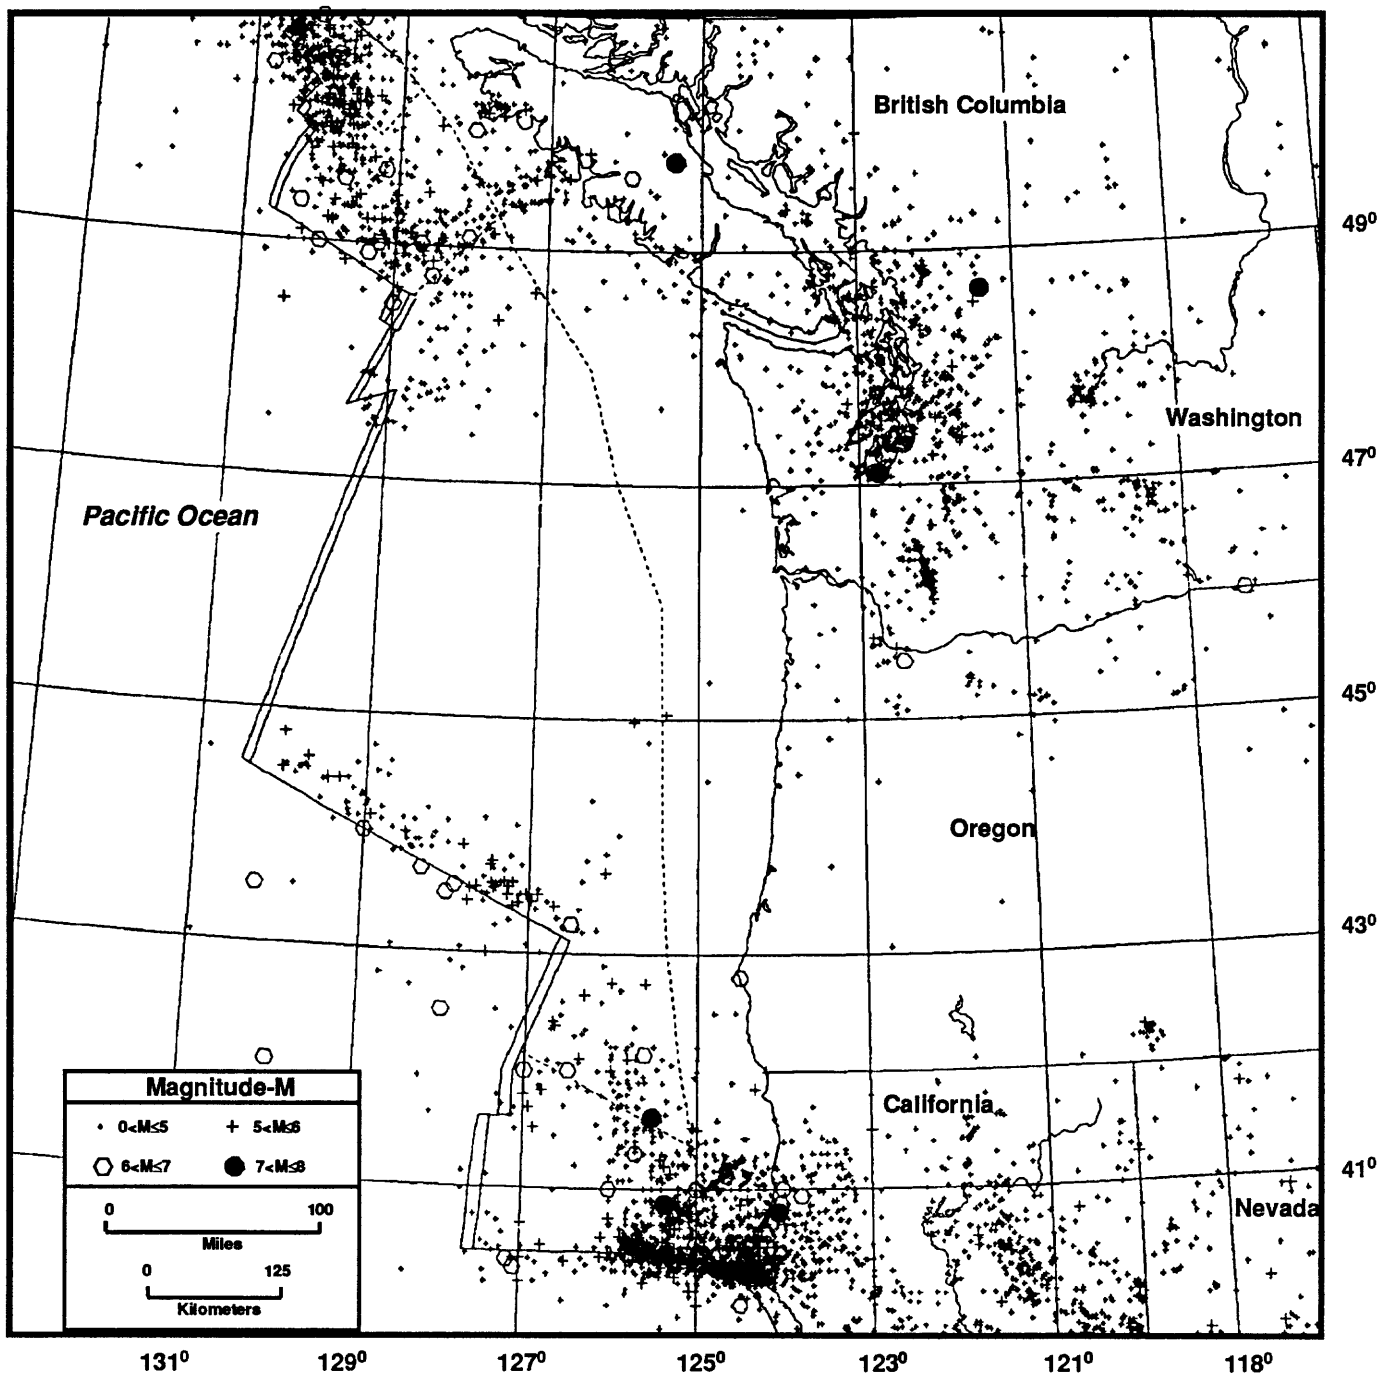 British Columbia
49⁰
Washington
47⁰
Pacific Ocean
45⁰
Oregon
43⁰
Magnitude-M
0<M≤5 5<M≤6
6<M≤7 7<M≤8
California
41⁰
0 100
Miles
Nevada
0 125
Kilometers
131⁰ 129⁰ 127⁰ 125⁰ 123⁰ 121⁰ 118⁰